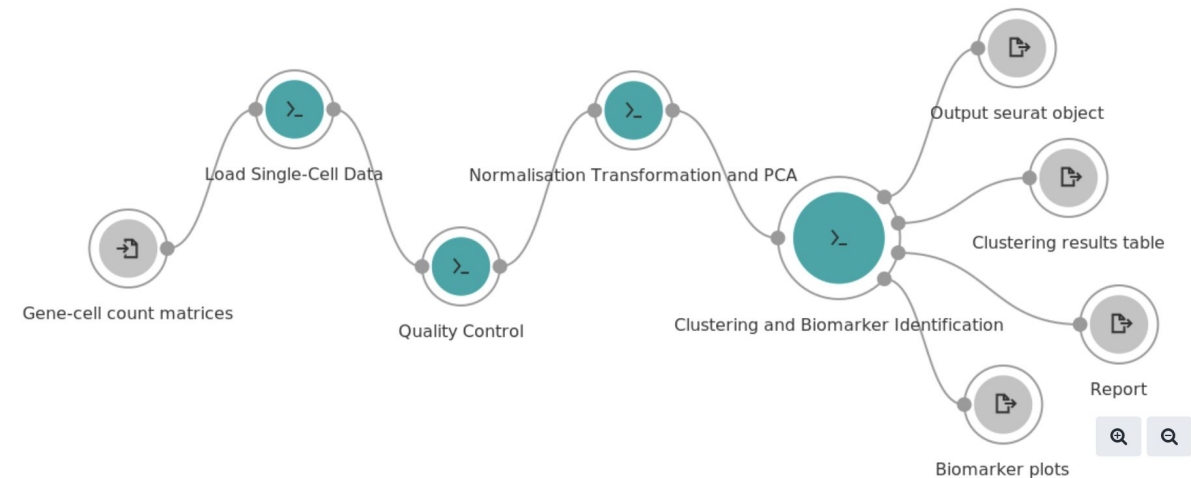 Output seurat object
Load Single-Cell Data
Normalisation Transformation and PCA
Clustering results table
Gene-cell count matrices
Quality Control
Clustering and Biomarker Identification
Report
Biomarker plots